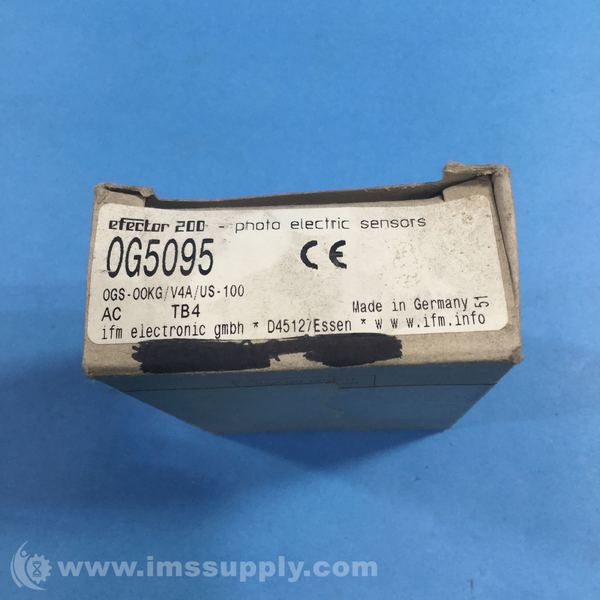 efector 200 - photo electric sensors
OG5095 CE
OGS-OOKG/V4A/US-100
AC TB4 Made in Germany 51
ifm electronic gmbh * D45127Essen * www.ifm.info
www.imssupply.com